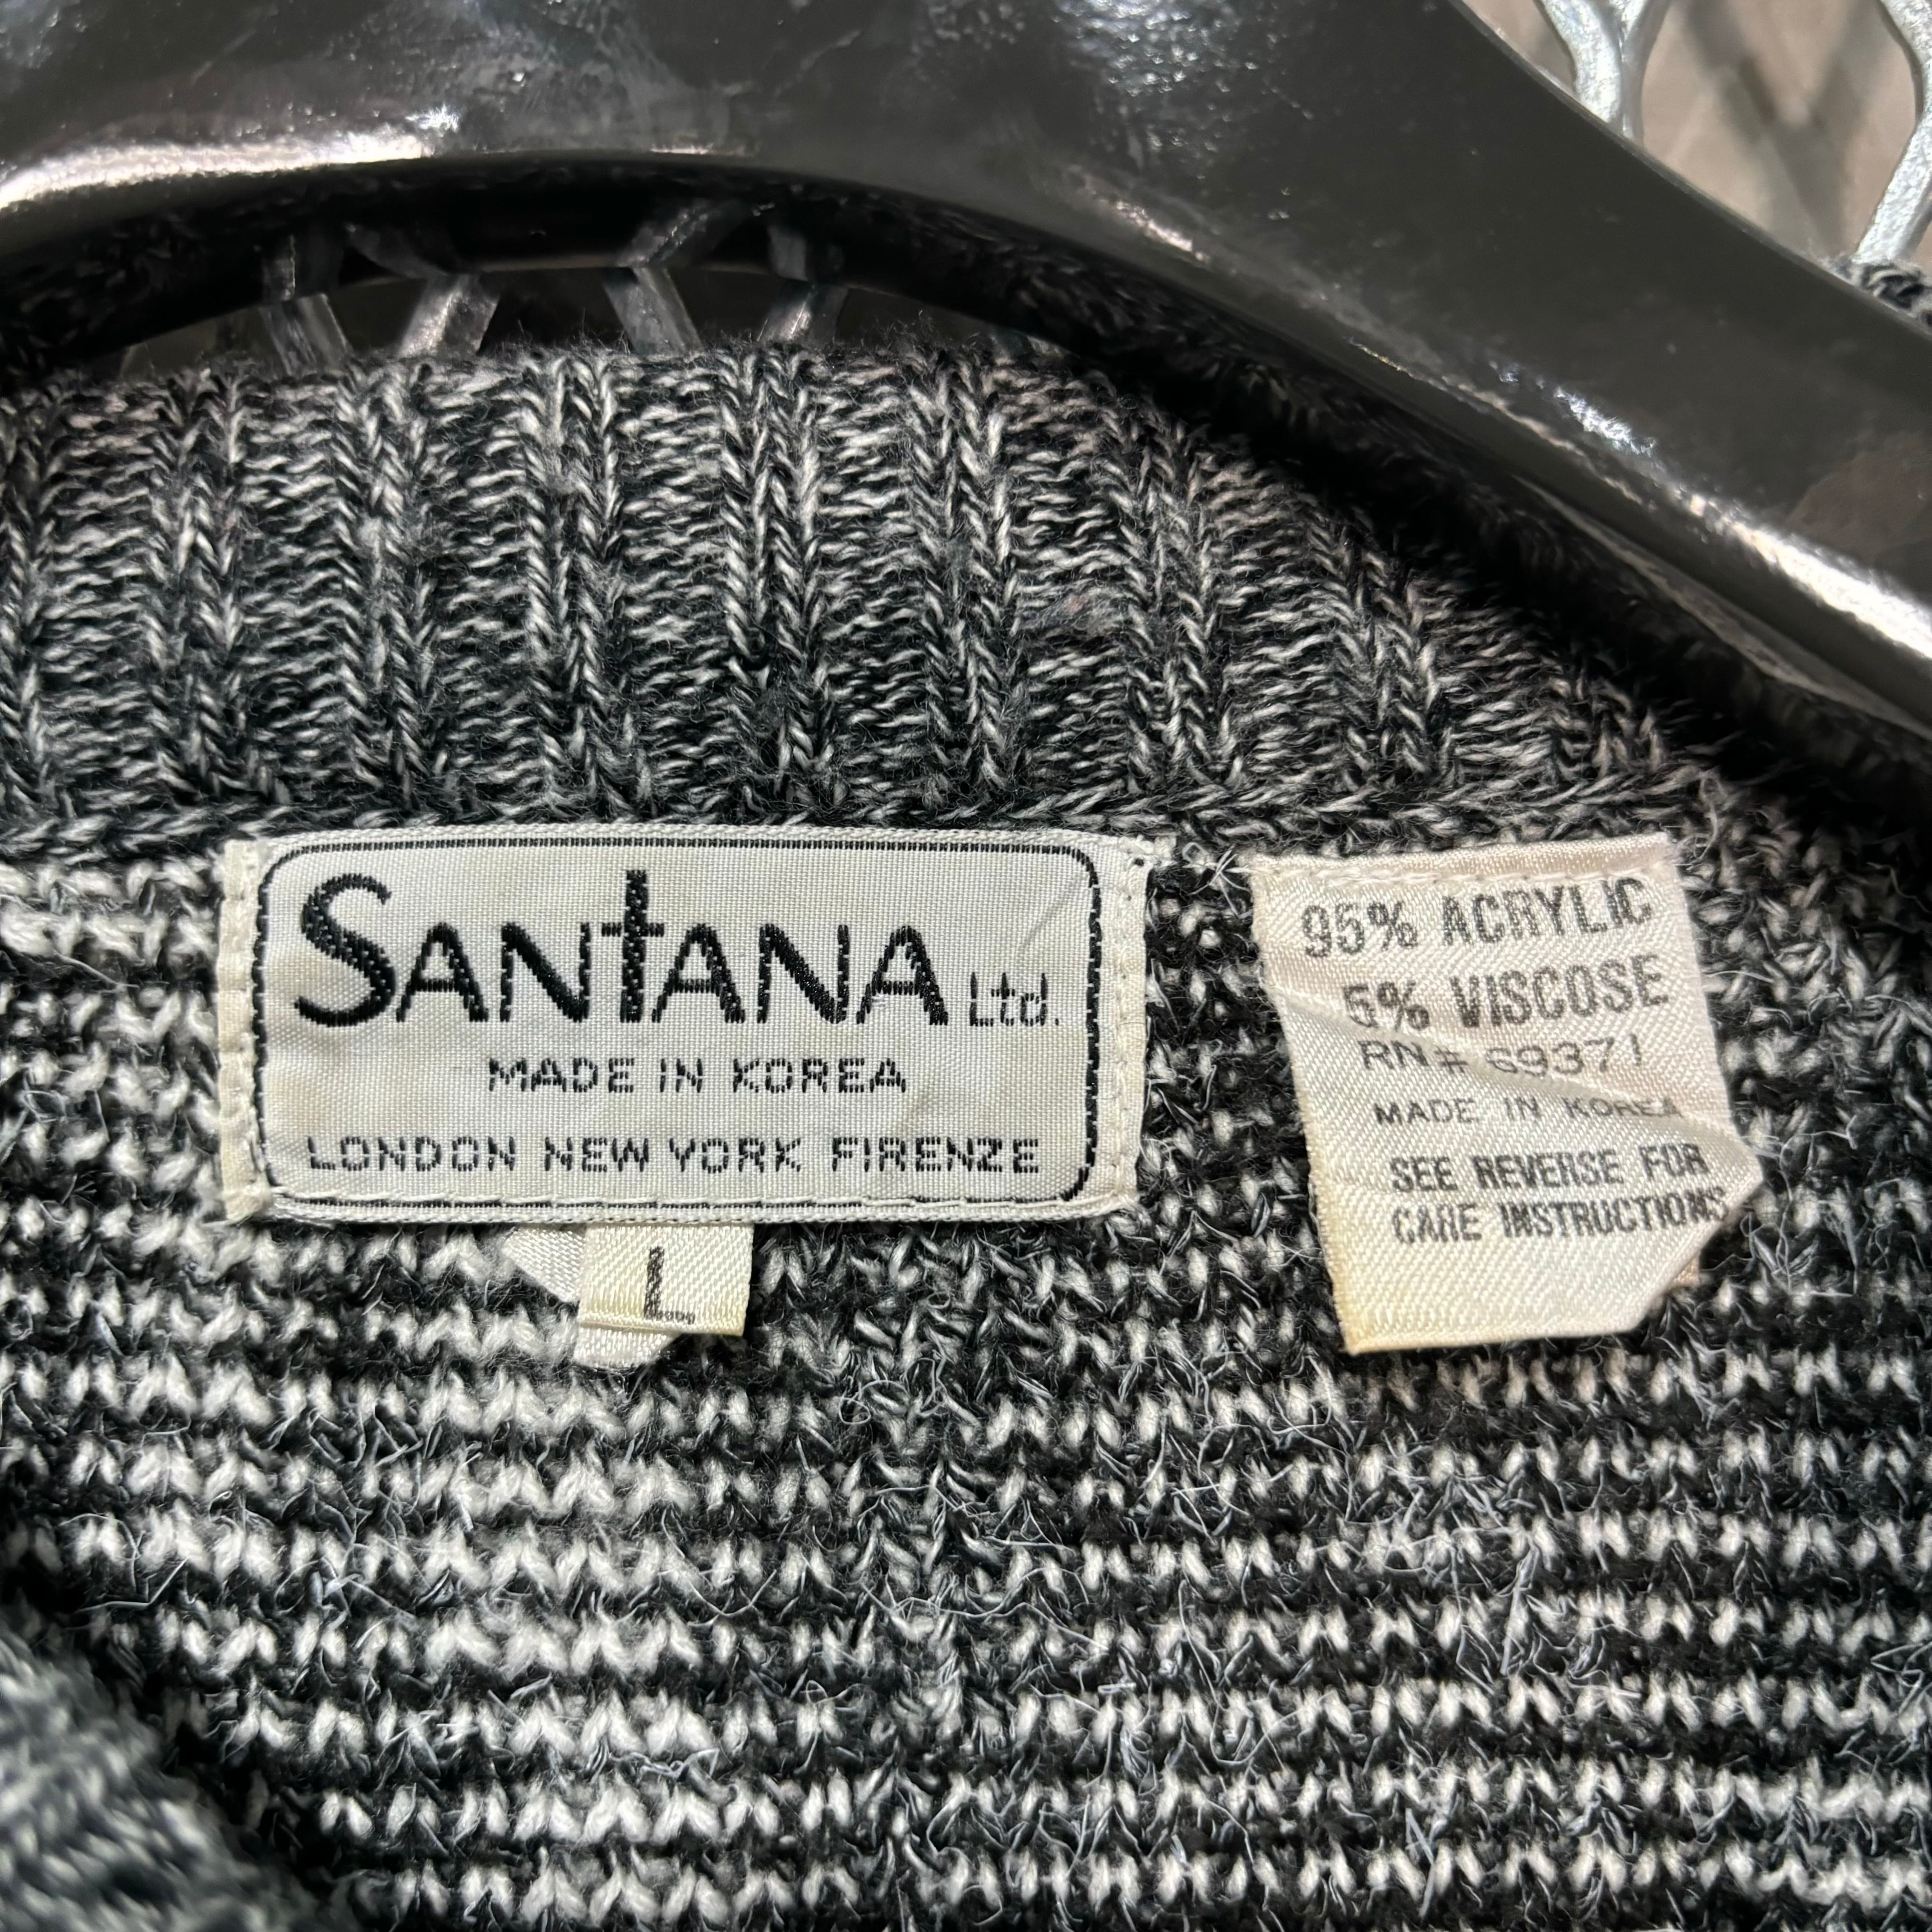 SANTANA Ltd.
MADE IN KOREA
LONDON NEW YORK FIRENZE
L
95% ACRYLIC
5% VISCOSE
RN# 69371
MADE IN KOREA
SEE REVERSE FOR
CARE INSTRUCTIONS